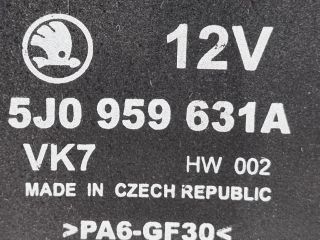 12V
5J0 959 631A
VK7 HW 002
MADE IN CZECH REPUBLIC
>PA6-GF30<